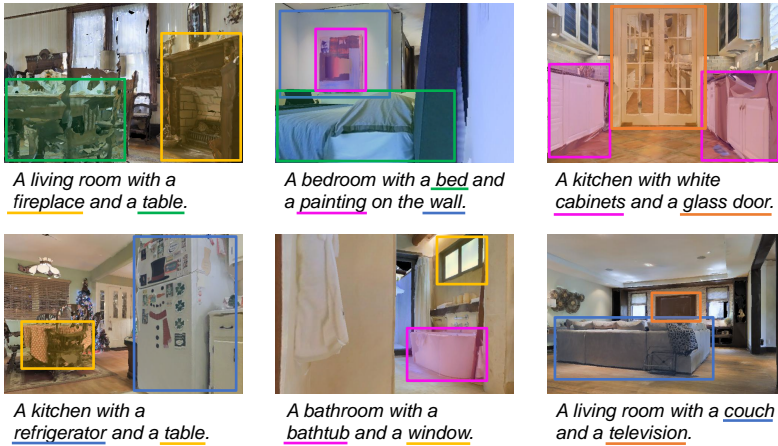 A living room with a
fireplace and a table.
A bedroom with a bed and
a painting on the wall.
A kitchen with white
cabinets and a glass door.
A kitchen with a
refrigerator and a table.
A bathroom with a
bathtub and a window.
A living room with a couch
and a television.